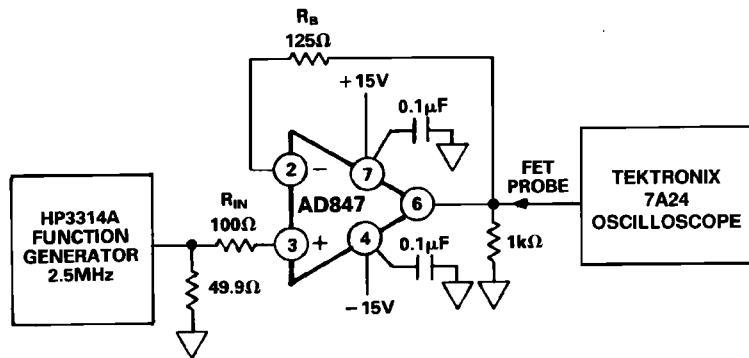 R_B
125Ω
+15V
0.1μF
2
−
7
AD847
6
3
+
4
0.1μF
−15V
R_IN
100Ω
HP3314A
FUNCTION
GENERATOR
2.5MHz
49.9Ω
FET
PROBE
1kΩ
TEKTRONIX
7A24
OSCILLOSCOPE